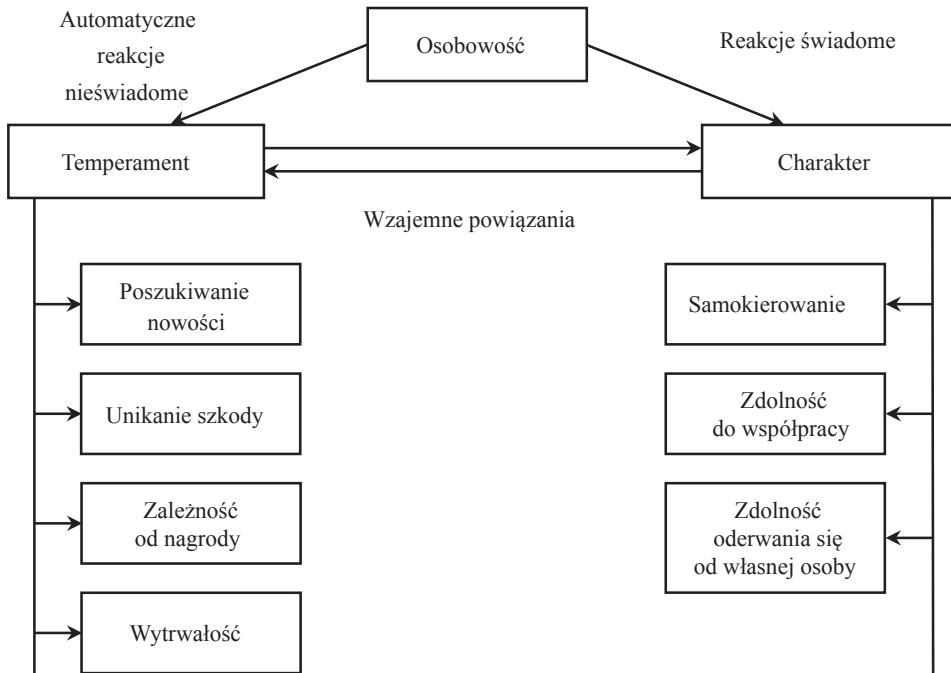 Automatyczne
reakcje
nieświadome
Osobowość
Reakcje świadome
Temperament
Charakter
Wzajemne powiązania
Poszukiwanie
nowości
Samokierowanie
Unikanie szkody
Zdolność
do współpracy
Zależność
od nagrody
Zdolność
oderwania się
od własnej osoby
Wytrwałość